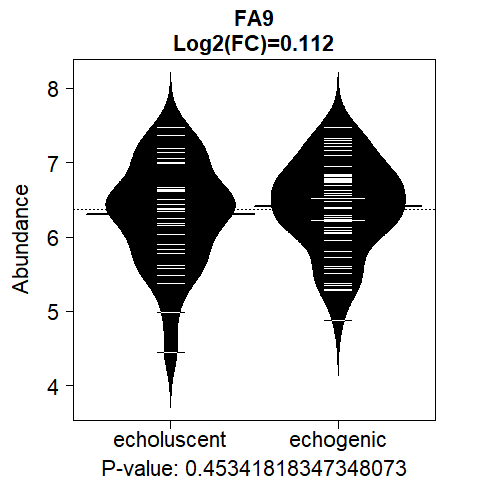 FA9
Log2(FC)=0.112
8
7
6
5
4
Abundance
echoluscent echogenic
P-value: 0.45341818347348073